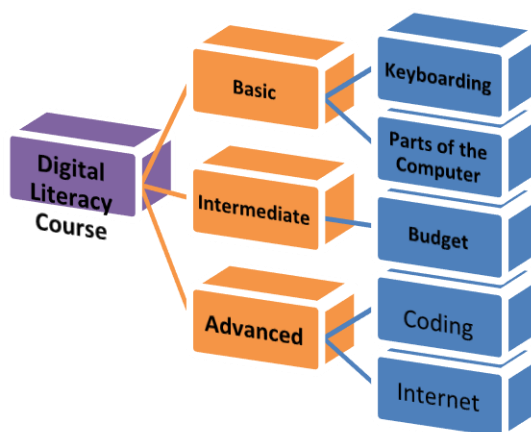 Digital
Literacy
Course
Basic
Intermediate
Advanced
Keyboarding
Parts of the
Computer
Budget
Coding
Internet